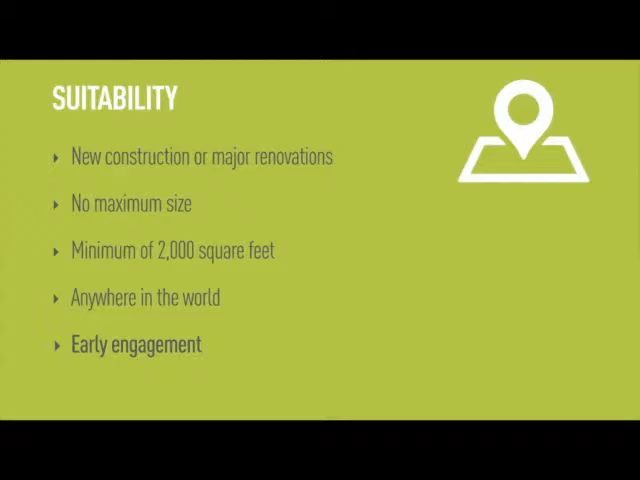 SUITABILITY
New construction or major renovations
No maximum size
Minimum of 2,000 square feet
Anywhere in the world
Early engagement